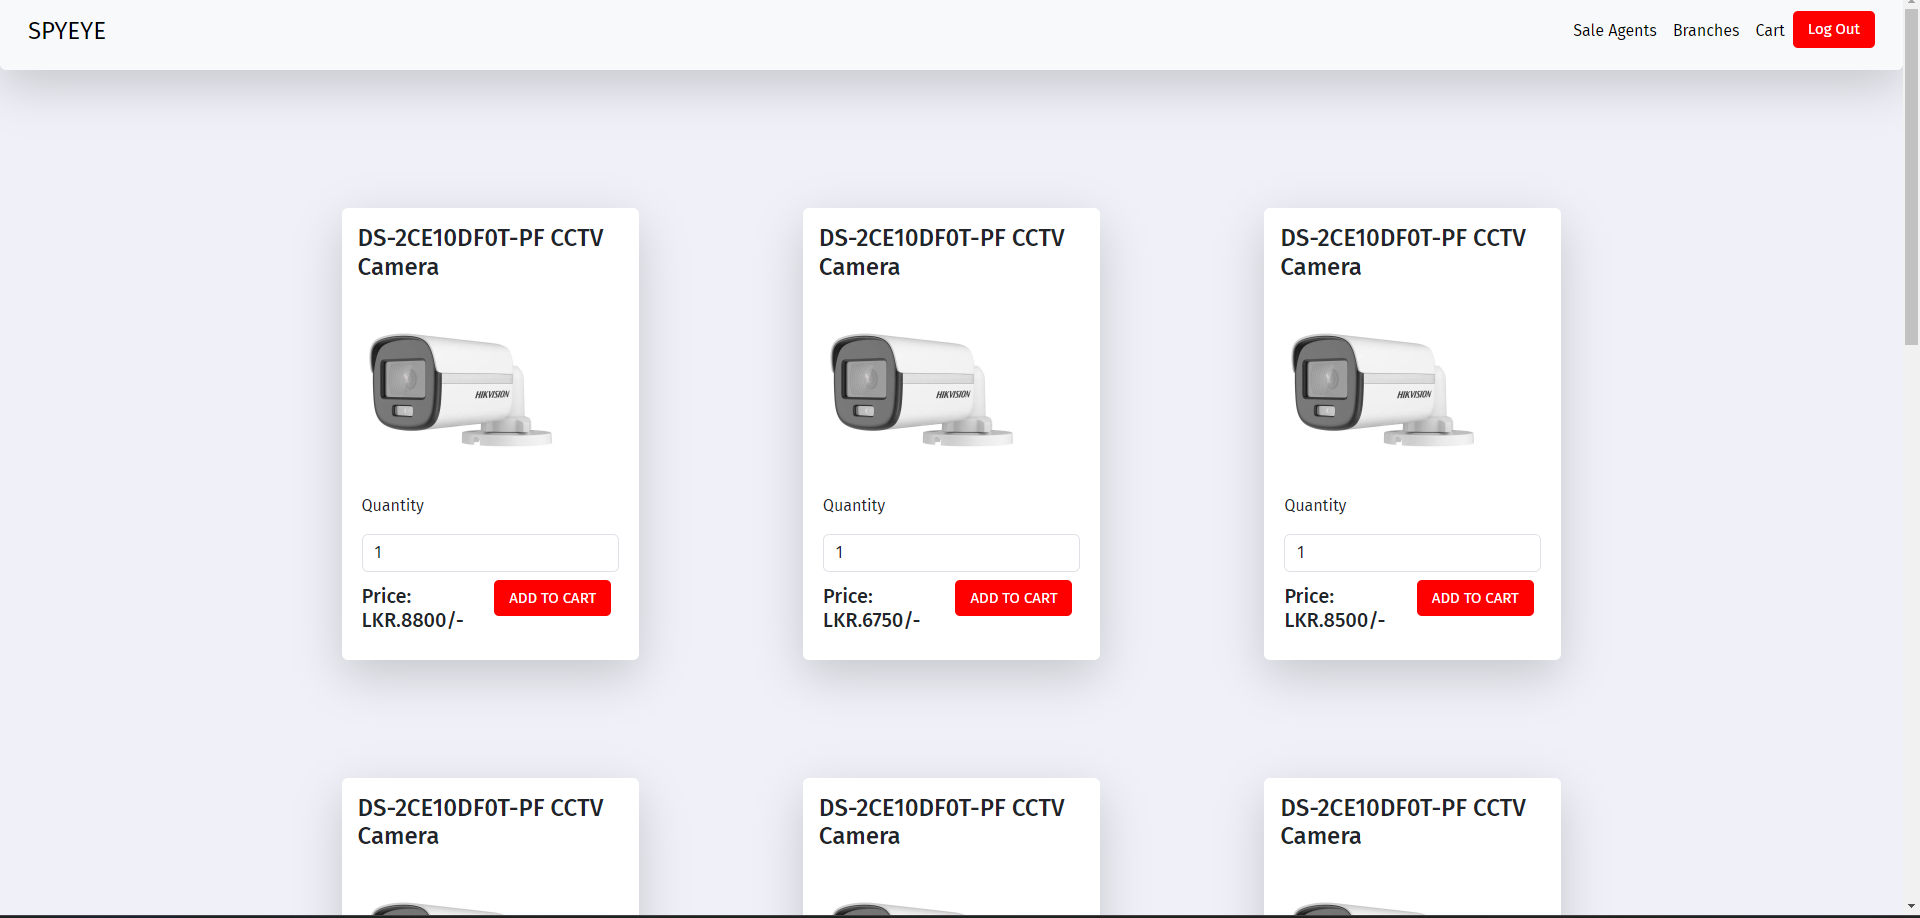 SPYEYE
Sale Agents Branches Cart Log Out
DS-2CE10DF0T-PF CCTV
Camera
HIKVISION
Quantity
1
Price:
LKR.8800/-
ADD TO CART
DS-2CE10DF0T-PF CCTV
Camera
HIKVISION
Quantity
1
Price:
LKR.6750/-
ADD TO CART
DS-2CE10DF0T-PF CCTV
Camera
HIKVISION
Quantity
1
Price:
LKR.8500/-
ADD TO CART
DS-2CE10DF0T-PF CCTV
Camera
DS-2CE10DF0T-PF CCTV
Camera
DS-2CE10DF0T-PF CCTV
Camera